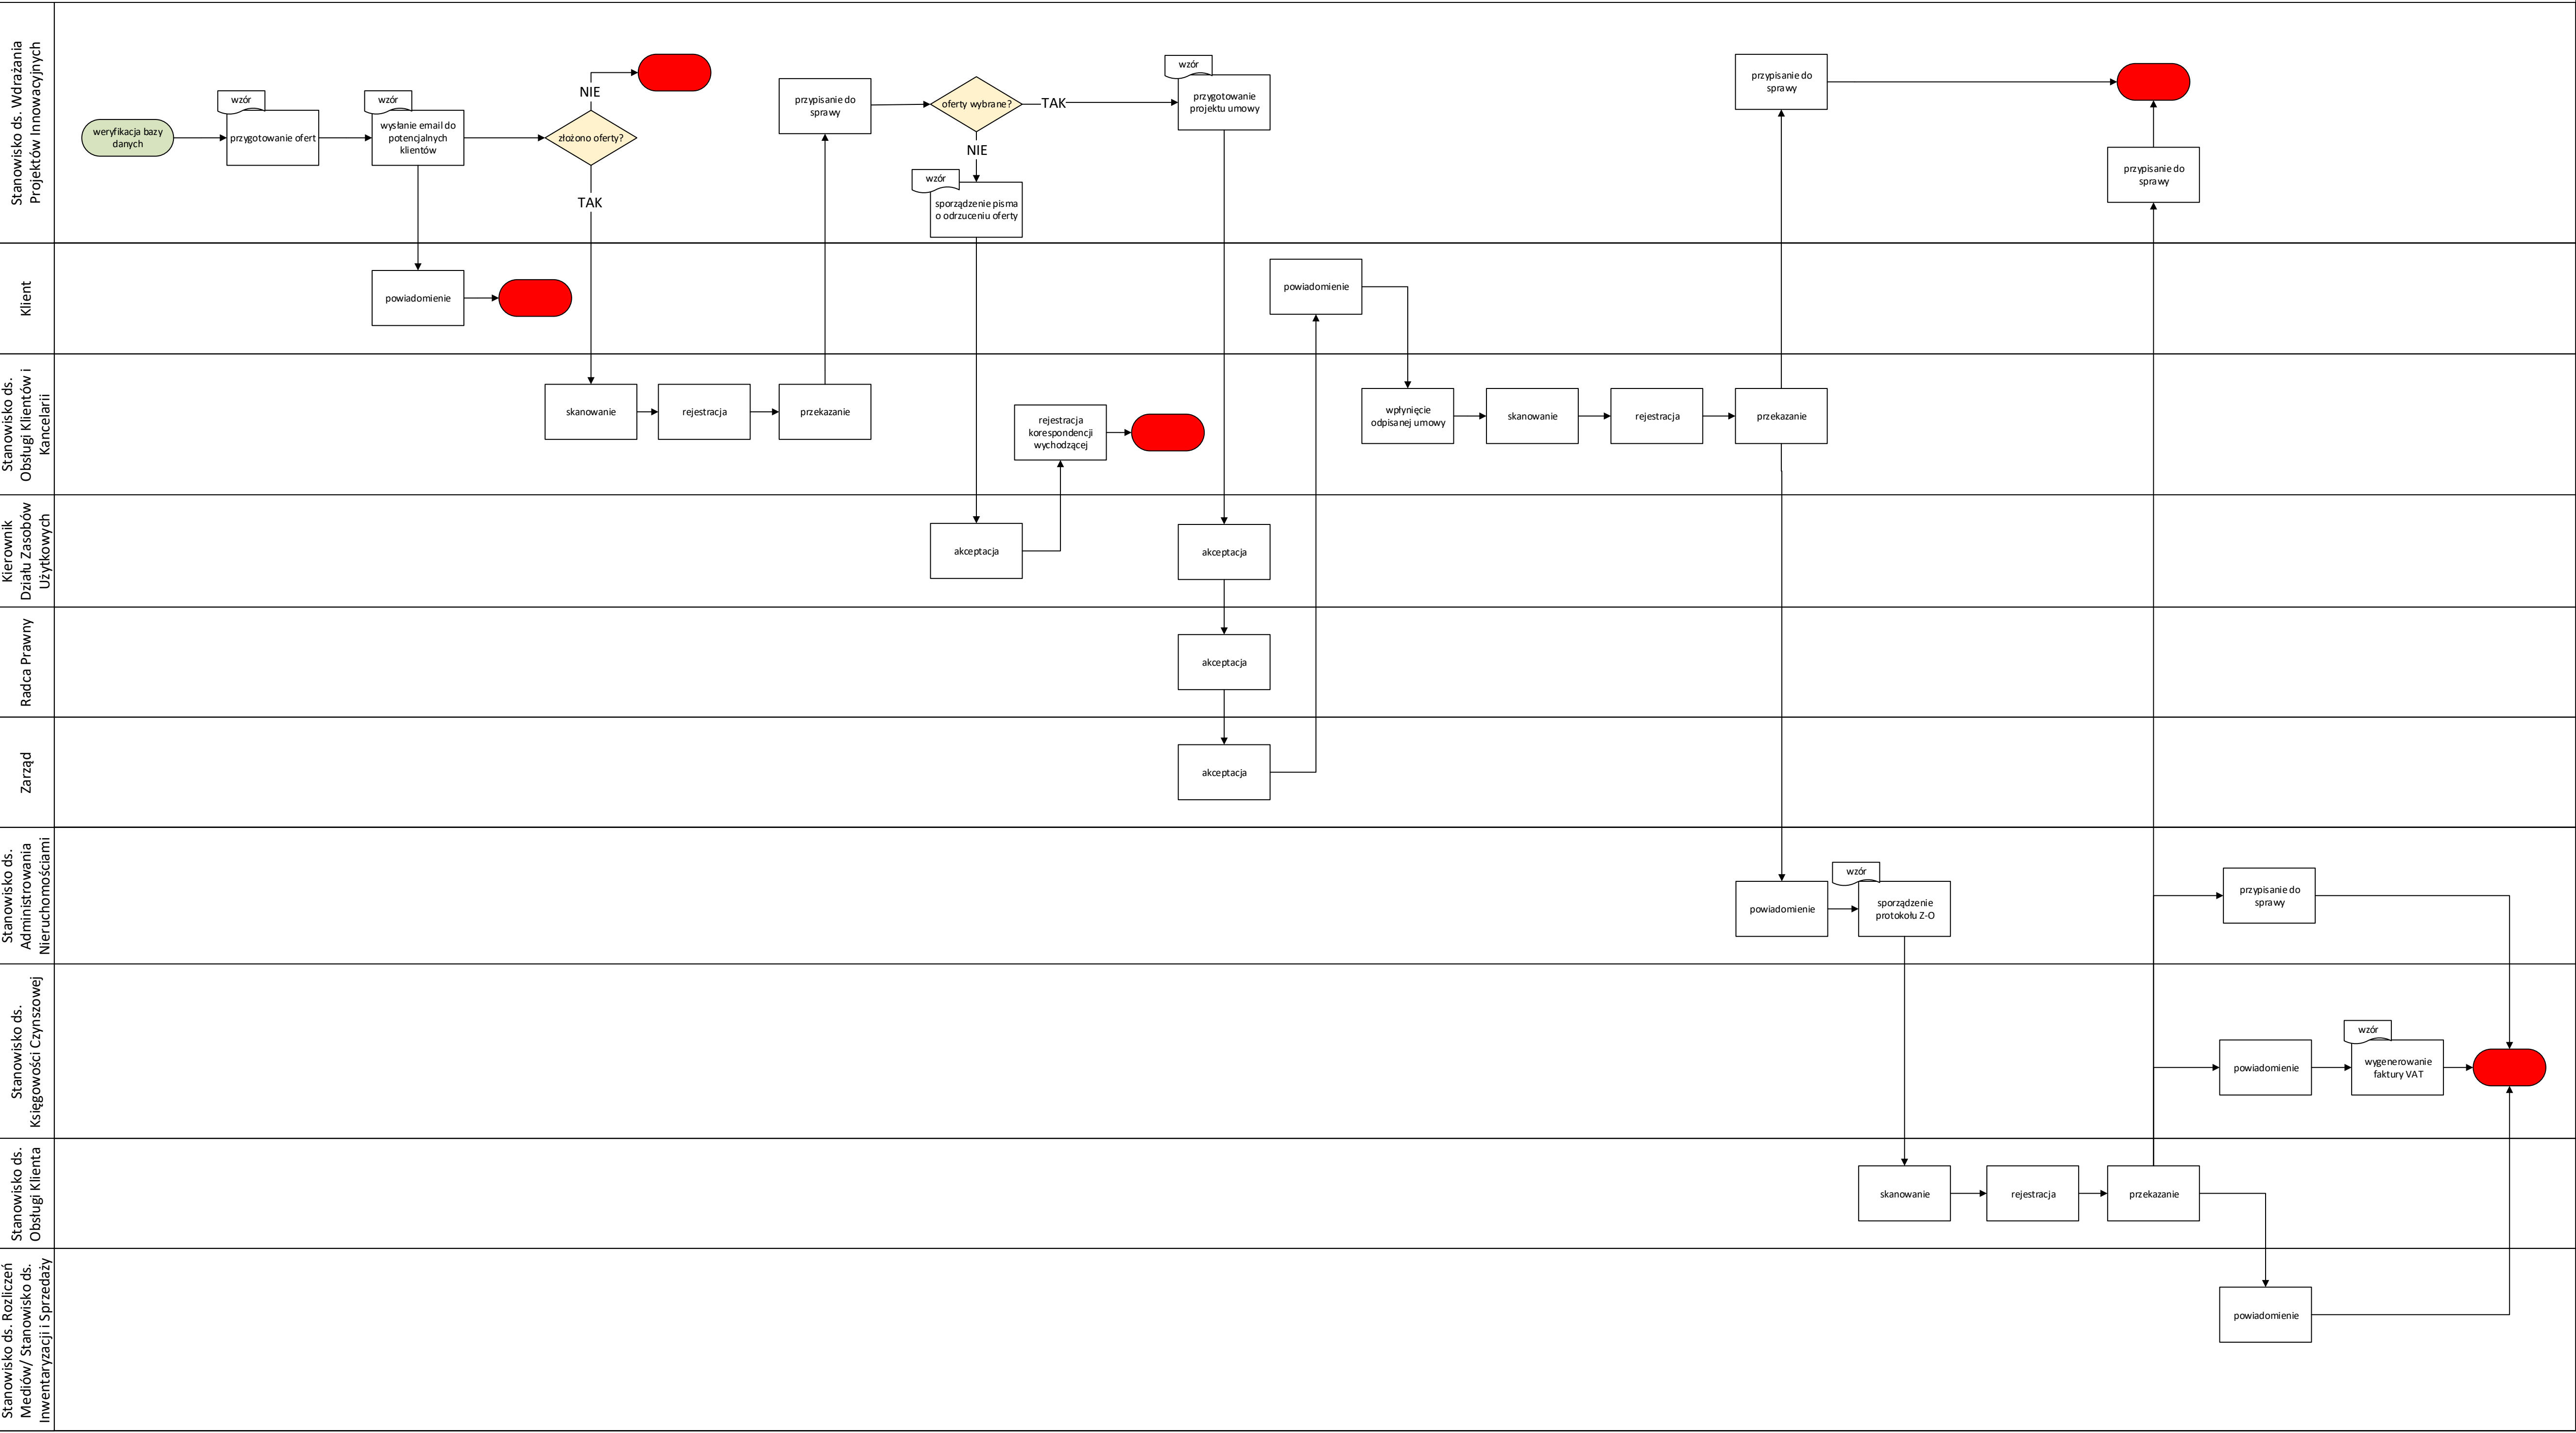 Stanowisko ds. Wdrażania
Projektów Innowacyjnych
weryfikacja bazy
danych
wzór
przygotowanie ofert
wzór
wysłanie email do
potencjalnych
klientów
złożono oferty?
NIE
TAK
przypisanie do
sprawy
oferty wybrane?
TAK
NIE
wzór
sporządzenie pisma
o odrzuceniu oferty
wzór
przygotowanie
projektu umowy
przypisanie do
sprawy
przypisanie do
sprawy
Klient
powiadomienie
powiadomienie
Stanowisko ds.
Obsługi Klientów i
Kancelarii
skanowanie
rejestracja
przekazanie
rejestracja
korespondencji
wychodzącej
wpłynięcie
odpisanej umowy
skanowanie
rejestracja
przekazanie
Kierownik
Działu Zasobów
Użytkowych
akceptacja
akceptacja
Radca Prawny
akceptacja
Zarząd
akceptacja
Stanowisko ds.
Administrowania
Nieruchomościami
powiadomienie
wzór
sporządzenie
protokołu Z-O
przypisanie do
sprawy
Stanowisko ds.
Księgowości Czynszowej
powiadomienie
wzór
wygenerowanie
faktury VAT
Stanowisko ds.
Obsługi Klienta
skanowanie
rejestracja
przekazanie
Stanowisko ds. Rozliczeń
Mediów/ Stanowisko ds.
Inwentaryzacji i Sprzedaży
powiadomienie